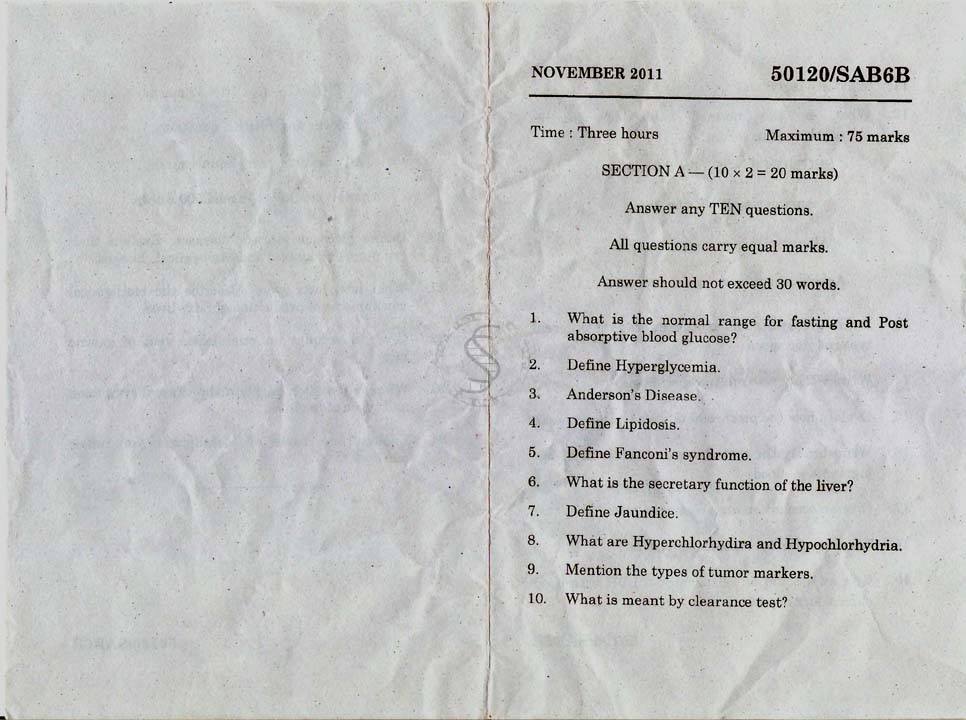 NOVEMBER 2011 50120/SAB6B
Time : Three hours Maximum : 75 marks
SECTION A — (10 × 2 = 20 marks)
Answer any TEN questions.
All questions carry equal marks.
Answer should not exceed 30 words.
1. What is the normal range for fasting and Post
absorptive blood glucose?
2. Define Hyperglycemia.
3. Anderson's Disease.
4. Define Lipidosis.
5. Define Fanconi's syndrome.
6. What is the secretary function of the liver?
7. Define Jaundice.
8. What are Hyperchlorhydira and Hypochlorhydria.
9. Mention the types of tumor markers.
10. What is meant by clearance test?